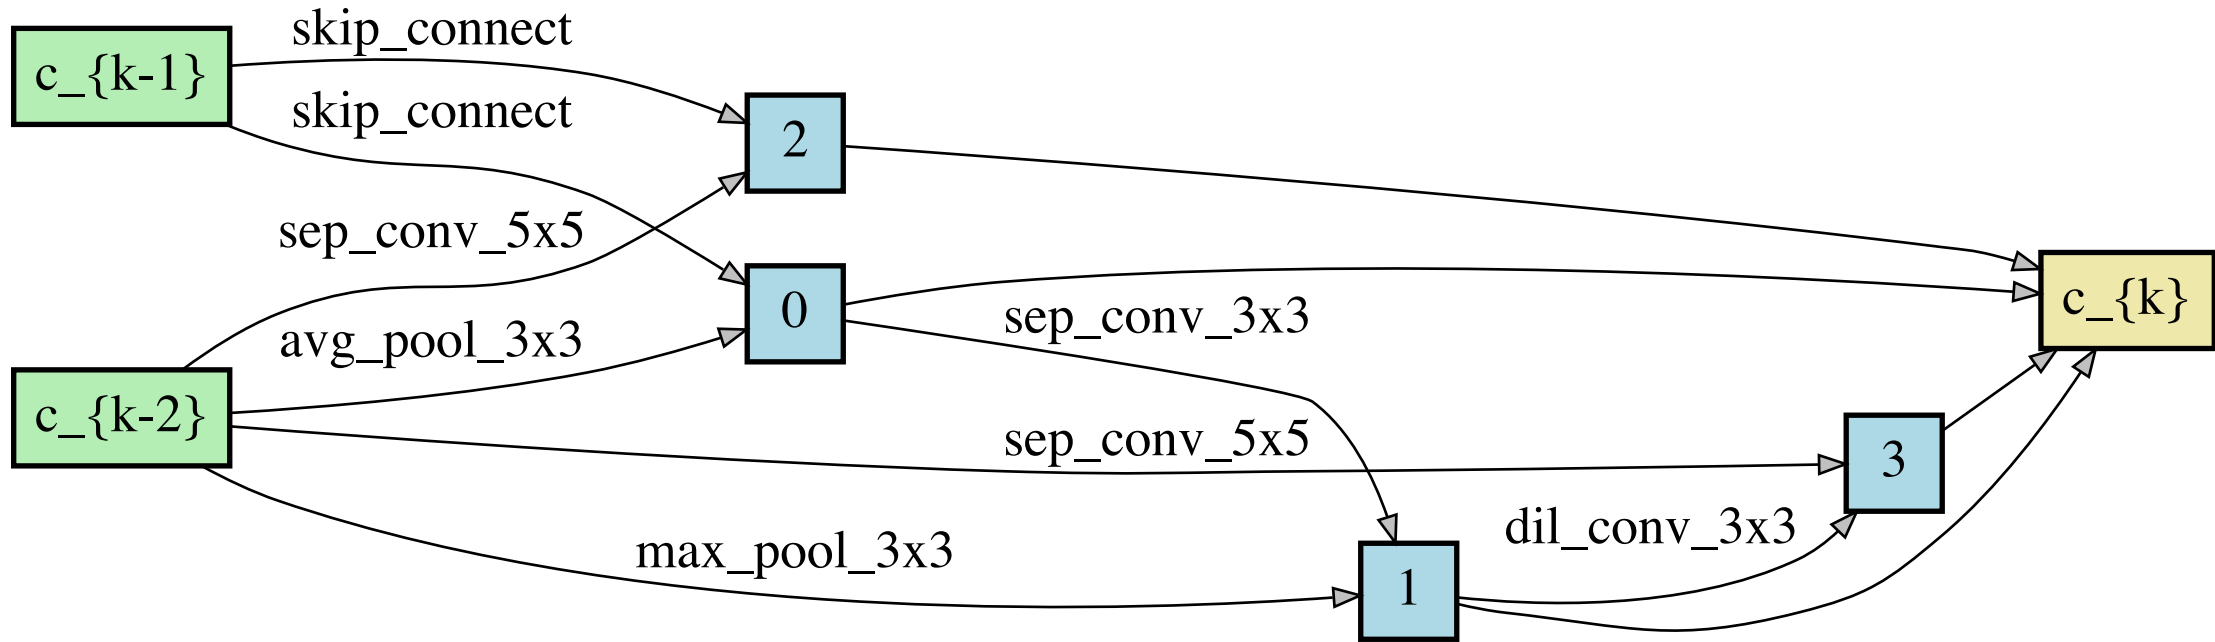 skip_connect
c_{k-1}
skip_connect
2
sep_conv_5x5
c_{k}
0
sep_conv_3x3
avg_pool_3x3
c_{k-2}
sep_conv_5x5
3
dil_conv_3x3
max_pool_3x3
1